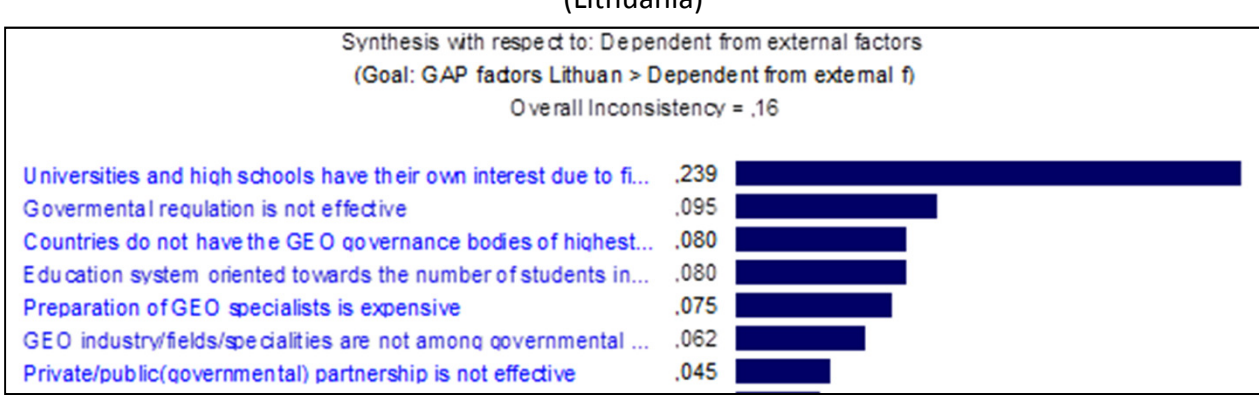 (Lithuania)
Synthesis with respect to: Dependent from external factors
(Goal: GAP factors Lithuan > Dependent from external f)
Overall Inconsistency = ,16
Universities and high schools have their own interest due to fi... ,239
Govermental regulation is not effective ,095
Countries do not have the GEO governance bodies of highest... ,080
Education system oriented towards the number of students in... ,080
Preparation of GEO specialists is expensive ,075
GEO industry/fields/specialities are not among governmental ... ,062
Private/public(governmental) partnership is not effective ,045